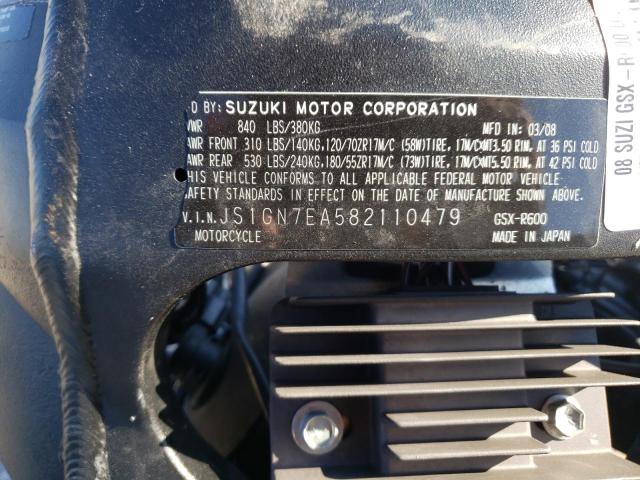 D BY: SUZUKI MOTOR CORPORATION
VWR 840 LBS/380KG MFD IN: 03/08
AWR FRONT 310 LBS/140KG, 120/70ZR17M/C (58W)TIRE, 17M/CXMT3.50 RIM, AT 36 PSI COLD
AWR REAR 530 LBS/240KG, 180/55ZR17M/C (73W)TIRE, 17M/CXMT5.50 RIM, AT 42 PSI COLD
HIS VEHICLE CONFORMS TO ALL APPLICABLE FEDERAL MOTOR VEHICLE
AFETY STANDARDS IN EFFECT ON THE DATE OF MANUFACTURE SHOWN ABOVE.
V.I.N. JS1GN7EA582110479 GSX-R600
MOTORCYCLE MADE IN JAPAN
08 SUZI GSX-R